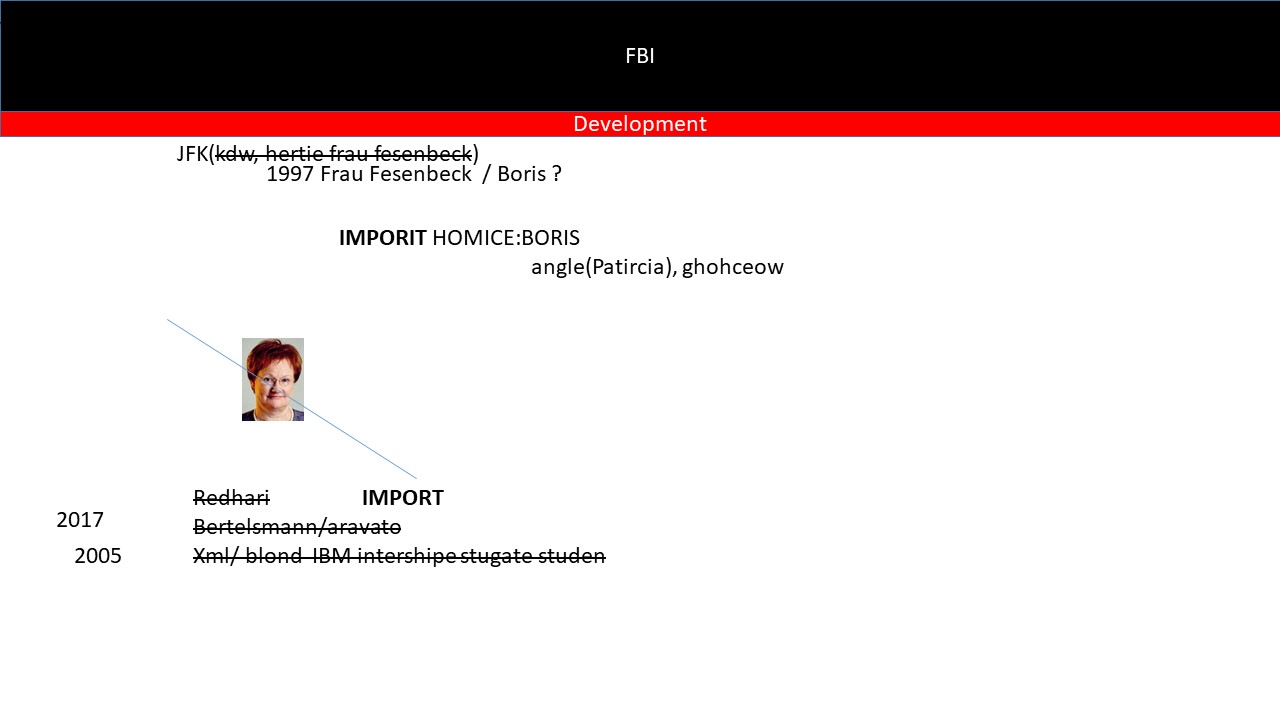 FBI
Development
JFK(kdw, hertie frau fesenbeck)
1997 Frau Fesenbeck / Boris ?
IMPORIT HOMICE:BORIS
angle(Patircia), ghohceow
Redhari IMPORT
2017
Bertelsmann/aravato
2005 Xml/ blond IBM intershipe stugate studen